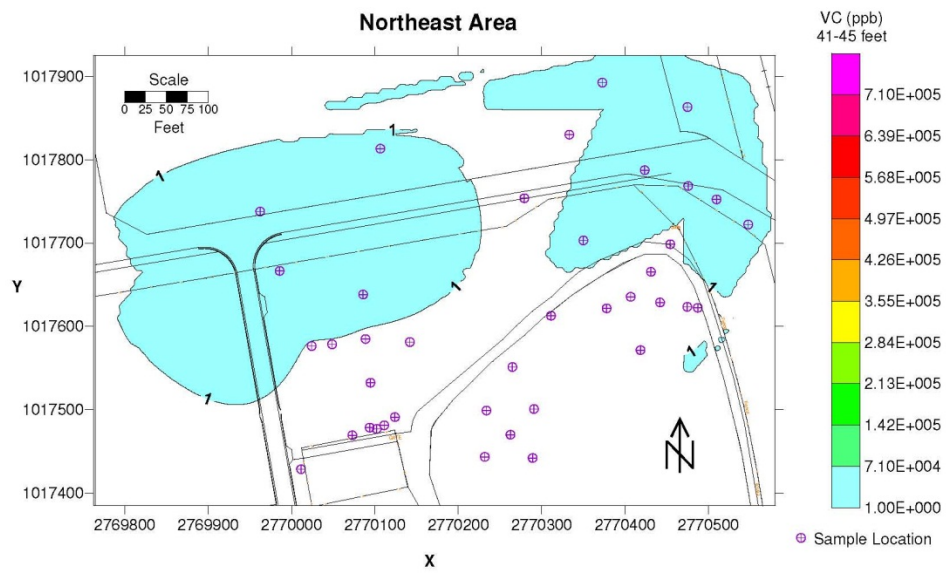 Northeast Area
VC (ppb)
41-45 feet
Scale
0 25 50 75 100
Feet
1017900
1017800
1017700
1017600
1017500
1017400
Y
1
1
1
1
1
1
2769800 2769900 2770000 2770100 2770200 2770300 2770400 2770500
X
7.10E+005
6.39E+005
5.68E+005
4.97E+005
4.26E+005
3.55E+005
2.84E+005
2.13E+005
1.42E+005
7.10E+004
1.00E+000
Sample Location
N